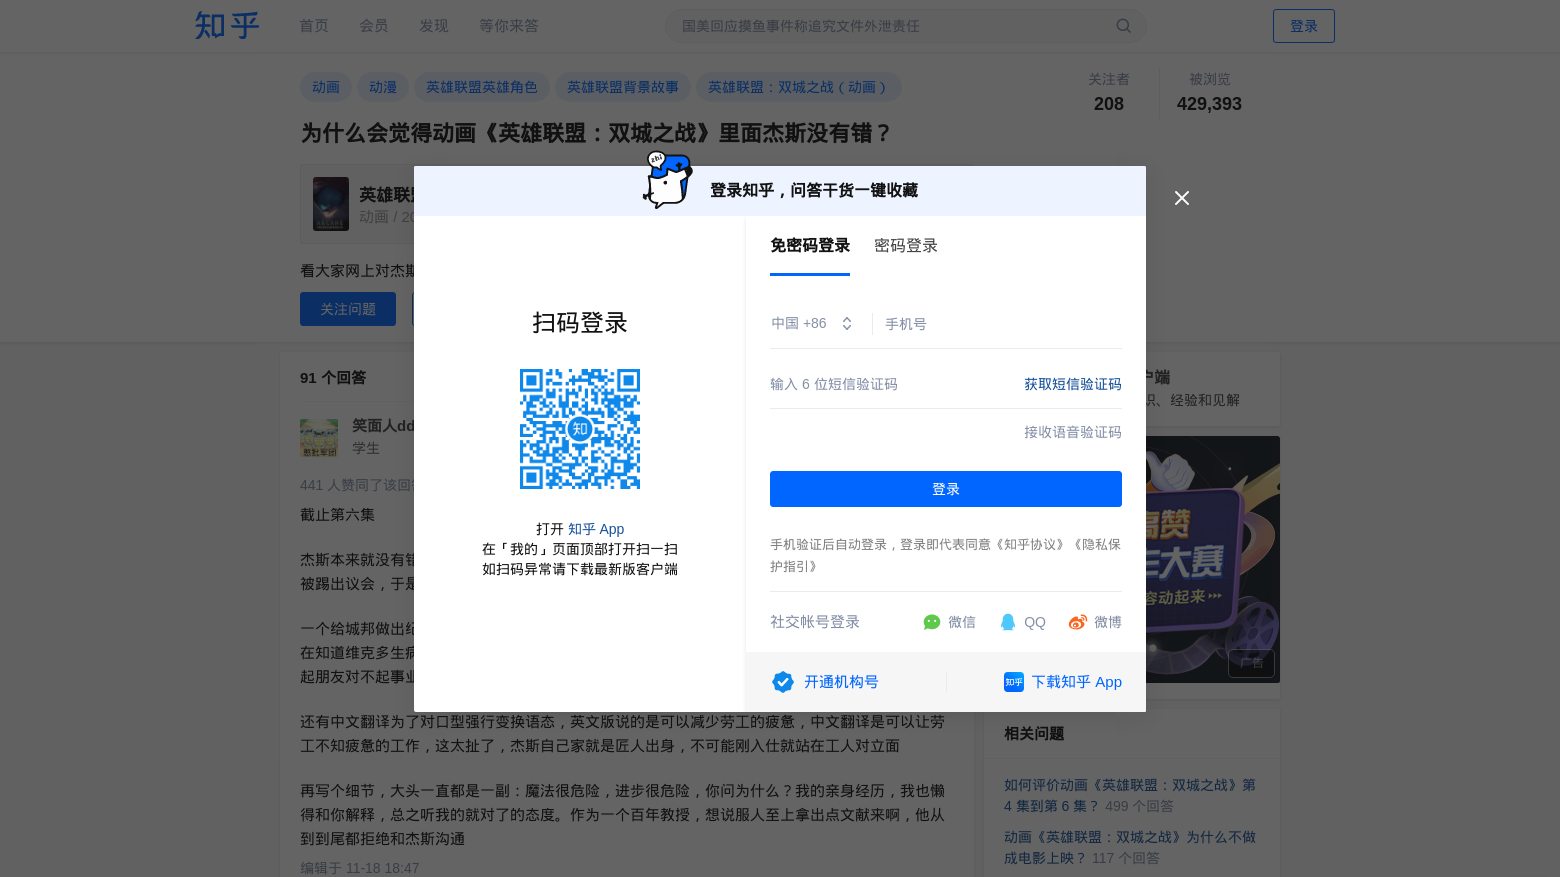 知乎
首页
会员
发现
等你来答
国美回应摸鱼事件称追究文件外泄责任
登录
动画
动漫
英雄联盟英雄角色
英雄联盟背景故事
英雄联盟：双城之战（动画）
关注者
208
被浏览
429,393
为什么会觉得动画《英雄联盟：双城之战》里面杰斯没有错？
英雄联
动画 / 20
看大家网上对杰斯
关注问题
zhi
登录知乎，问答干货一键收藏
扫码登录
知
打开 知乎 App
在「我的」页面顶部打开扫一扫
如扫码异常请下载最新版客户端
免密码登录
密码登录
中国 +86
手机号
输入 6 位短信验证码
获取短信验证码
接收语音验证码
登录
手机验证后自动登录，登录即代表同意《知乎协议》《隐私保
护指引》
社交帐号登录
微信
QQ
微博
开通机构号
知乎
下载知乎 App
91 个回答
笑面人dd
学生
441 人赞同了该回
截止第六集
杰斯本来就没有错
被踢出议会，于是
一个给城邦做出纟
在知道维克多生病
起朋友对不起事业
还有中文翻译为了对口型强行变换语态，英文版说的是可以减少劳工的疲惫，中文翻译是可以让劳
工不知疲惫的工作，这太扯了，杰斯自己家就是匠人出身，不可能刚入仕就站在工人对立面
再写个细节，大头一直都是一副：魔法很危险，进步很危险，你问为什么？我的亲身经历，我也懒
得和你解释，总之听我的就对了的态度。作为一个百年教授，想说服人至上拿出点文献来啊，他从
到到尾都拒绝和杰斯沟通
编辑于 11-18 18:47
户端
识、经验和见解
高赞
大赛
容动起来
广告
相关问题
如何评价动画《英雄联盟：双城之战》第
4 集到第 6 集？ 499 个回答
动画《英雄联盟：双城之战》为什么不做
成电影上映？ 117 个回答